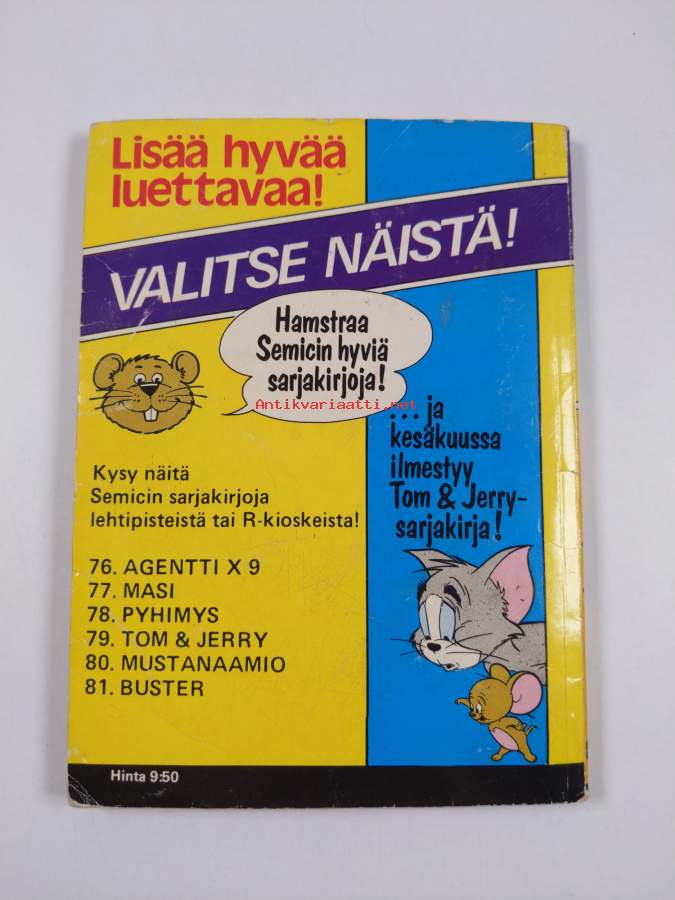 Lisää hyvää
luettavaa!
VALITSE NÄISTÄ!
Hamstraa
Semicin hyviä
sarjakirjoja!
Antikvariaatti.net
...ja
kesäkuussa
ilmestyy
Tom & Jerry-
sarjakirja!
Kysy näitä
Semicin sarjakirjoja
lehtipisteistä tai R-kioskeista!
76. AGENTTI X 9
77. MASI
78. PYHIMYS
79. TOM & JERRY
80. MUSTANAAMIO
81. BUSTER
Hinta 9:50